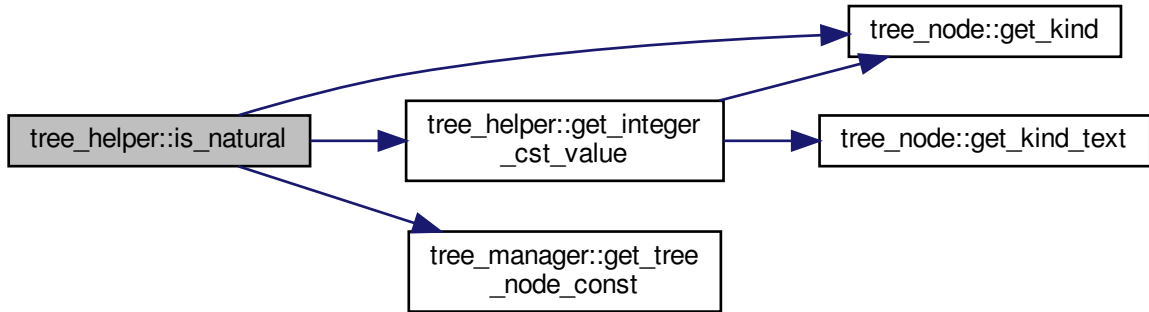 tree_helper::is_natural
tree_node::get_kind
tree_helper::get_integer
_cst_value
tree_node::get_kind_text
tree_manager::get_tree
_node_const